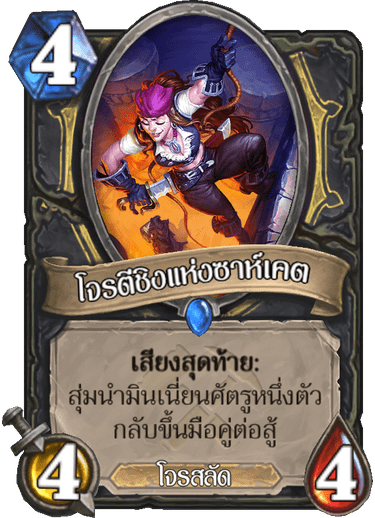 4
โจรตีชิงแห่งซาห์เคต
เสียงสุดท้าย:
สุ่มนำมินเนี่ยนศัตรูหนึ่งตัว
กลับขึ้นมือคู่ต่อสู้
4
โจรสลัด
4